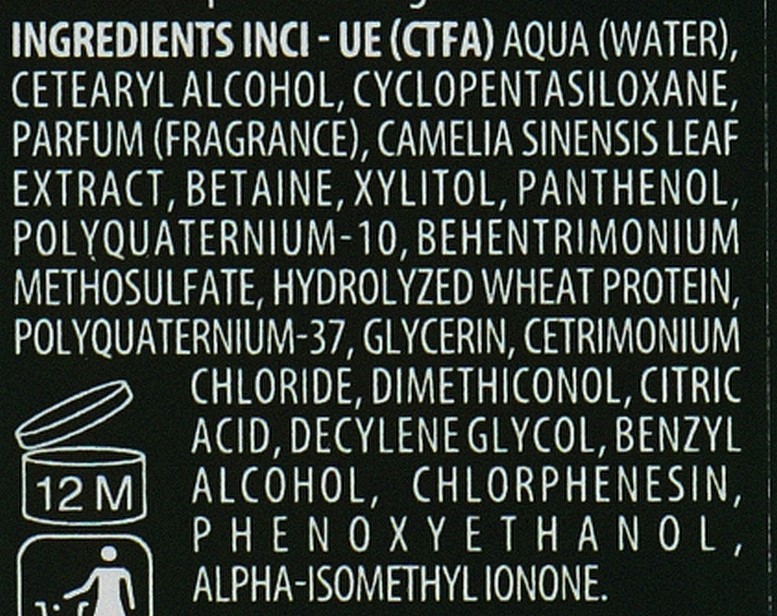 INGREDIENTS INCI - UE (CTFA) AQUA (WATER),
CETEARYL ALCOHOL, CYCLOPENTASILOXANE,
PARFUM (FRAGRANCE), CAMELIA SINENSIS LEAF
EXTRACT, BETAINE, XYLITOL, PANTHENOL,
POLYQUATERNIUM-10, BEHENTRIMONIUM
METHOSULFATE, HYDROLYZED WHEAT PROTEIN,
POLYQUATERNIUM-37, GLYCERIN, CETRIMONIUM
CHLORIDE, DIMETHICONOL, CITRIC
ACID, DECYLENE GLYCOL, BENZYL
ALCOHOL, CHLORPHENESIN,
PHENOXYETHANOL,
ALPHA-ISOMETHYL IONONE.
12 M